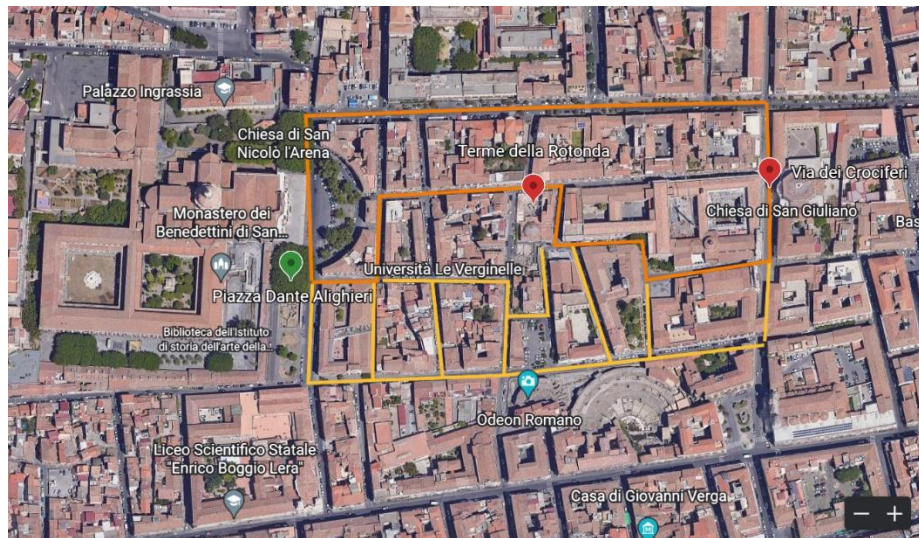 Palazzo Ingrassia
Chiesa di San
Nicolò l'Arena
Terme della Rotonda
Via dei Crociferi
Monastero dei
Benedettini di San...
Chiesa di San Giuliano
Bas
Università Le Verginelle
Piazza Dante Alighieri
Biblioteca dell'Istituto
di storia dell'arte della...
Odeon Romano
Liceo Scientifico Statale
"Enrico Boggio Lera"
Casa di Giovanni Verga
− +